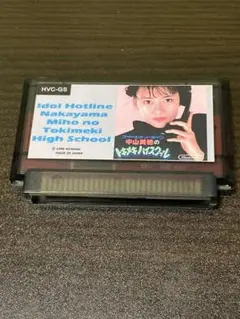 HVC-GS
Idol Hotline
Nakayama
Miho no
Tokimeki
High School
MADE IN JAPAN
中山美穂の
トキメキハイスクール
Nintendo